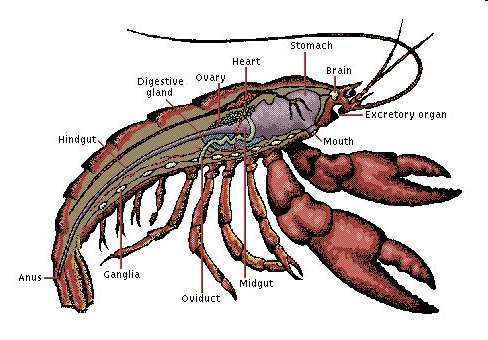 Stomach
Heart
Brain
Ovary
Digestive
gland
Excretory organ
Hindgut
Mouth
Anus
Ganglia
Midgut
Oviduct